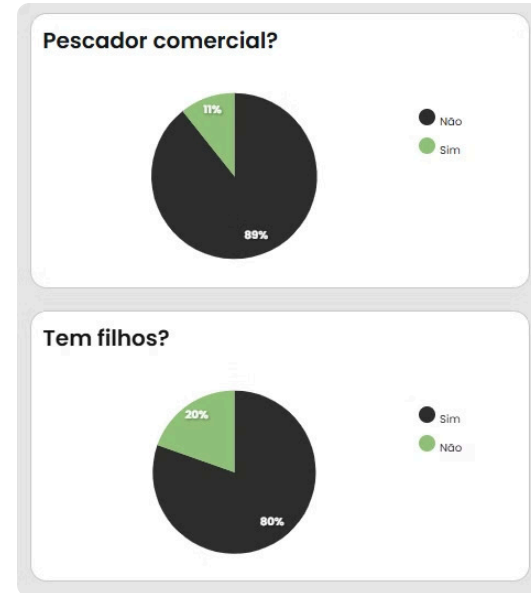 Pescador comercial?
11%
Não
Sim
89%
Tem filhos?
20%
Sim
Não
80%